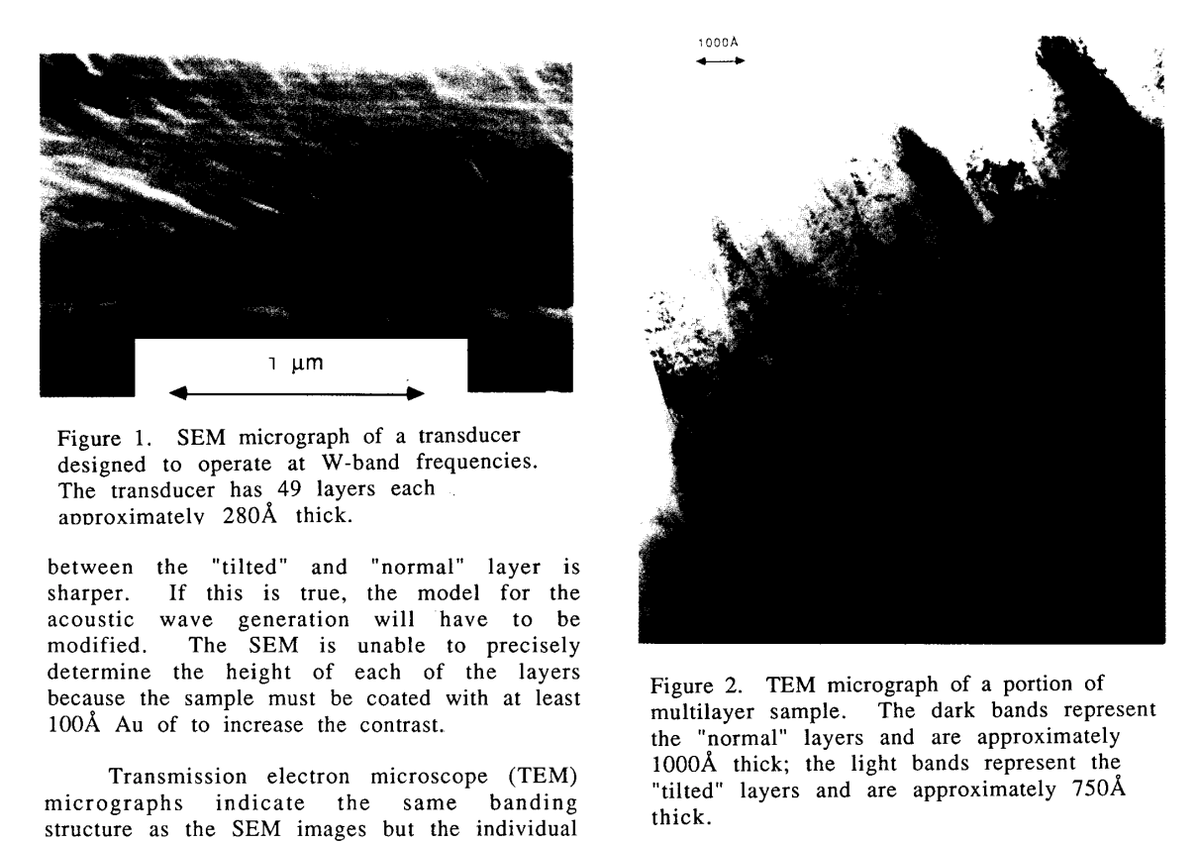 1 μm
Figure 1. SEM micrograph of a transducer
designed to operate at W-band frequencies.
The transducer has 49 layers each
approximately 280Å thick.
between the "tilted" and "normal" layer is
sharper. If this is true, the model for the
acoustic wave generation will have to be
modified. The SEM is unable to precisely
determine the height of each of the layers
because the sample must be coated with at least
100Å Au of to increase the contrast.
Transmission electron microscope (TEM)
micrographs indicate the same banding
structure as the SEM images but the individual
1000Å
Figure 2. TEM micrograph of a portion of
multilayer sample. The dark bands represent
the "normal" layers and are approximately
1000Å thick; the light bands represent the
"tilted" layers and are approximately 750Å
thick.